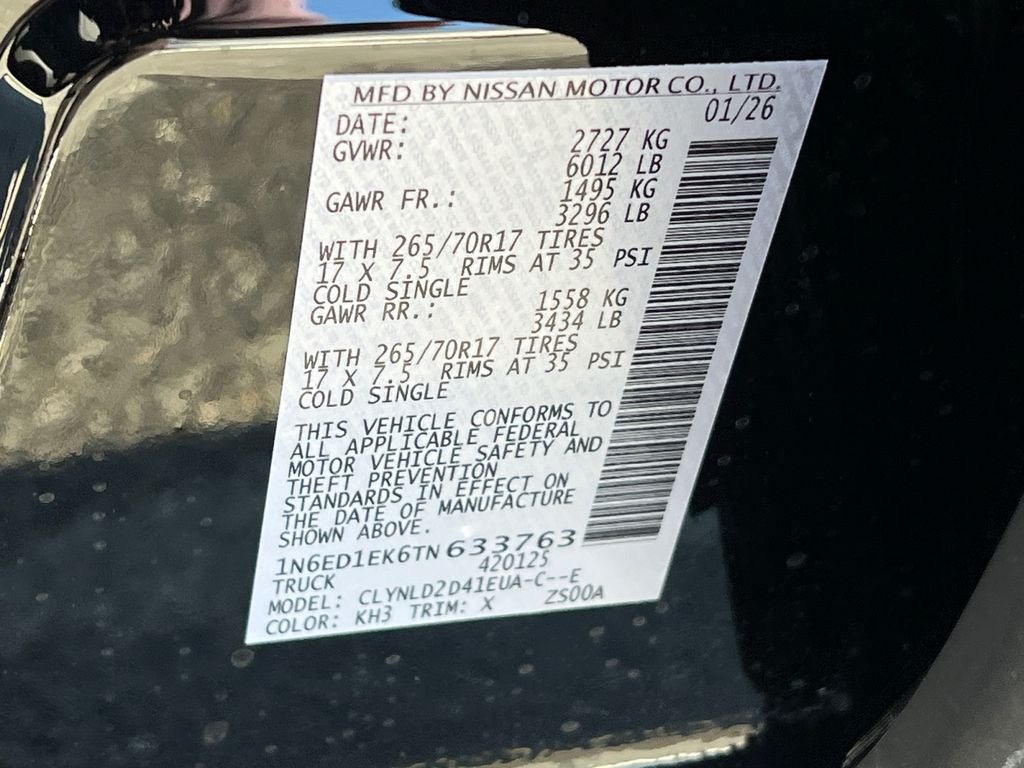 MFD BY NISSAN MOTOR CO., LTD.
DATE: 01/26
GVWR: 2727 KG
6012 LB
GAWR FR.: 1495 KG
3296 LB
WITH 265/70R17 TIRES
17 X 7.5 RIMS AT 35 PSI
COLD SINGLE
GAWR RR.: 1558 KG
3434 LB
WITH 265/70R17 TIRES
17 X 7.5 RIMS AT 35 PSI
COLD SINGLE
THIS VEHICLE CONFORMS TO
ALL APPLICABLE FEDERAL
MOTOR VEHICLE SAFETY AND
THEFT PREVENTION
STANDARDS IN EFFECT ON
THE DATE OF MANUFACTURE
SHOWN ABOVE.
1N6ED1EK6TN633763
TRUCK 420125
MODEL: CLYNLD2D41EUA-C--E
COLOR: KH3 TRIM: X ZS00A